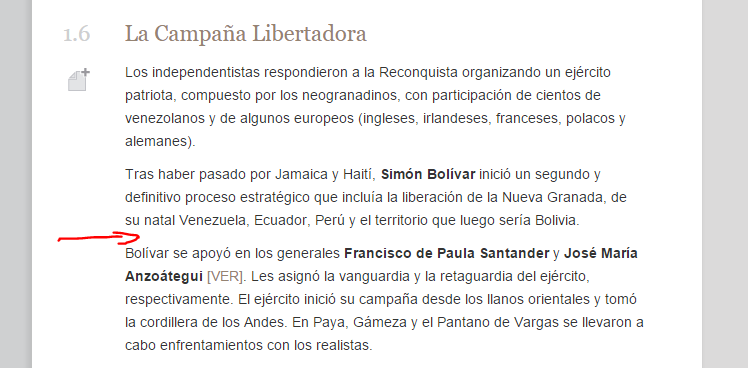 1.6 La Campaña Libertadora
Los independentistas respondieron a la Reconquista organizando un ejército
patriota, compuesto por los neogranadinos, con participación de cientos de
venezolanos y de algunos europeos (ingleses, irlandeses, franceses, polacos y
alemanes).
Tras haber pasado por Jamaica y Haití, Simón Bolívar inició un segundo y
definitivo proceso estratégico que incluía la liberación de la Nueva Granada, de
su natal Venezuela, Ecuador, Perú y el territorio que luego sería Bolivia.
Bolívar se apoyó en los generales Francisco de Paula Santander y José María
Anzoátegui [VER]. Les asignó la vanguardia y la retaguardia del ejército,
respectivamente. El ejército inició su campaña desde los llanos orientales y tomó
la cordillera de los Andes. En Paya, Gámeza y el Pantano de Vargas se llevaron a
cabo enfrentamientos con los realistas.